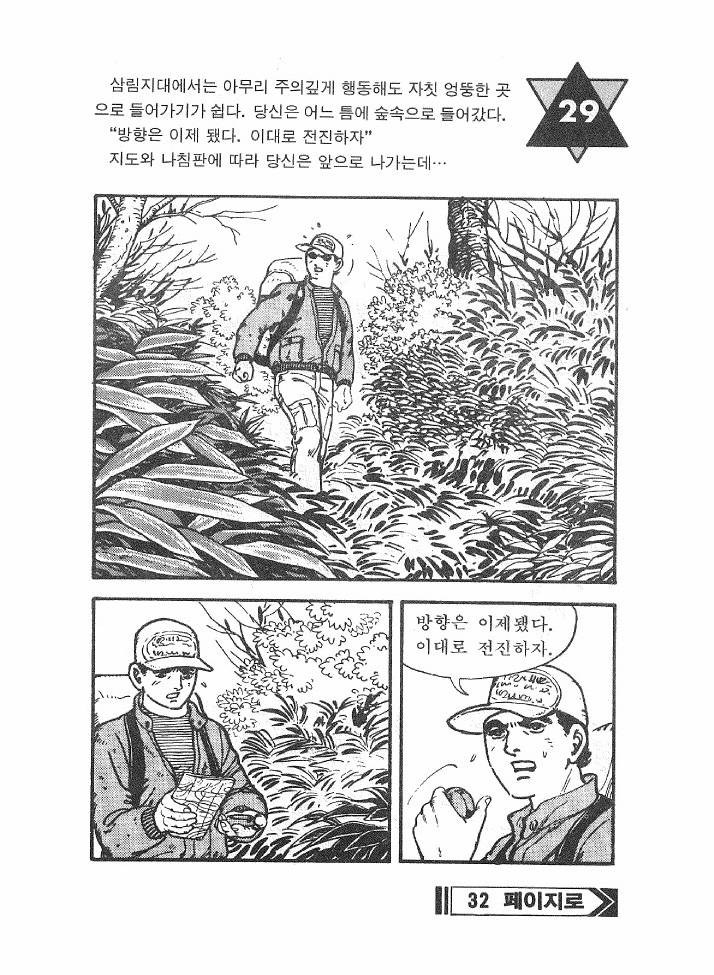 삼림지대에서는 아무리 주의깊게 행동해도 자칫 엉뚱한 곳
으로 들어가기가 쉽다. 당신은 어느 틈에 숲속으로 들어갔다.
“방향은 이제 됐다. 이대로 전진하자”
지도와 나침판에 따라 당신은 앞으로 나가는데…
29
방향은 이제됐다.
이대로 전진하자.
32 페이지로